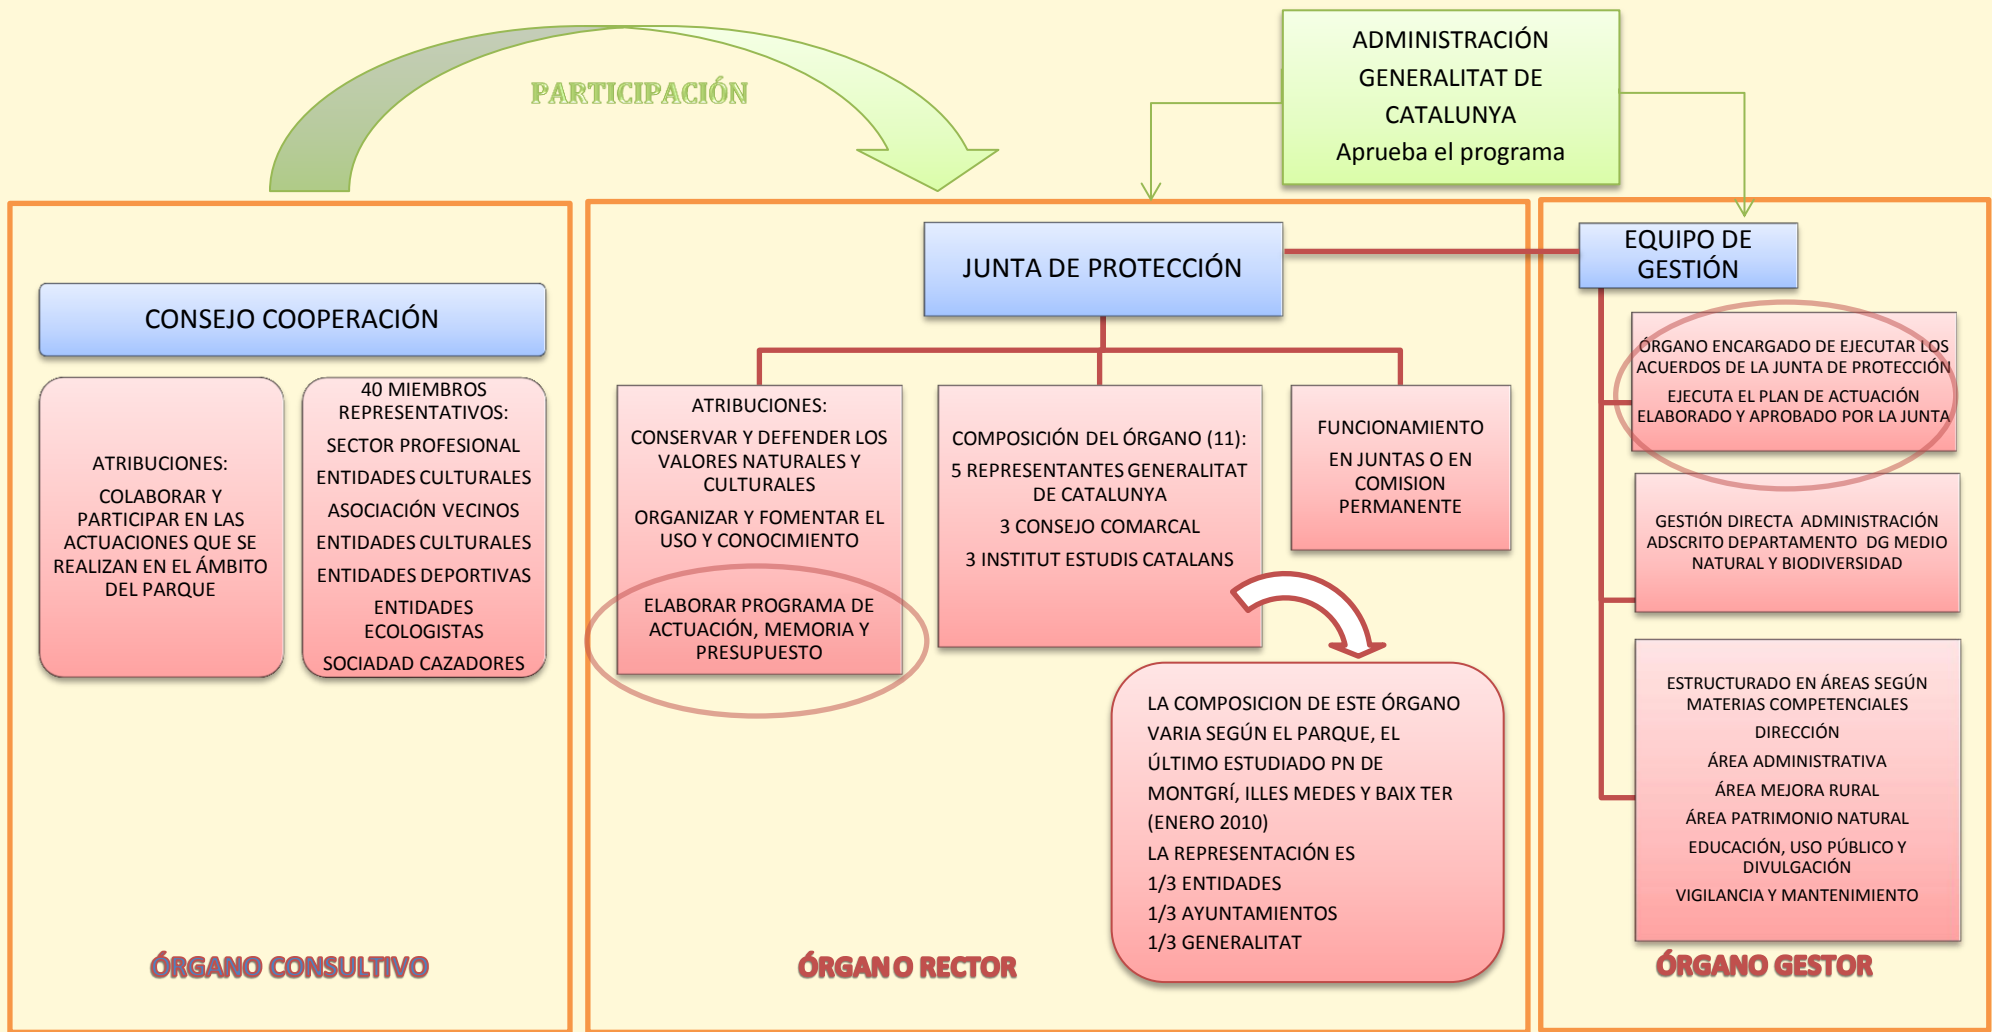 PARTICIPACIÓN
ADMINISTRACIÓN
GENERALITAT DE
CATALUNYA
Aprueba el programa
CONSEJO COOPERACIÓN
ATRIBUCIONES:
COLABORAR Y
PARTICIPAR EN LAS
ACTUACIONES QUE SE
REALIZAN EN EL ÁMBITO
DEL PARQUE
40 MIEMBROS
REPRESENTATIVOS:
SECTOR PROFESIONAL
ENTIDADES CULTURALES
ASOCIACIÓN VECINOS
ENTIDADES CULTURALES
ENTIDADES DEPORTIVAS
ENTIDADES
ECOLOGISTAS
SOCIADAD CAZADORES
ÓRGANO CONSULTIVO
JUNTA DE PROTECCIÓN
ATRIBUCIONES:
CONSERVAR Y DEFENDER LOS
VALORES NATURALES Y
CULTURALES
ORGANIZAR Y FOMENTAR EL
USO Y CONOCIMIENTO
ELABORAR PROGRAMA DE
ACTUACIÓN, MEMORIA Y
PRESUPUESTO
COMPOSICIÓN DEL ÓRGANO (11):
5 REPRESENTANTES GENERALITAT
DE CATALUNYA
3 CONSEJO COMARCAL
3 INSTITUT ESTUDIS CATALANS
FUNCIONAMIENTO
EN JUNTAS O EN
COMISION
PERMANENTE
LA COMPOSICION DE ESTE ÓRGANO
VARIA SEGÚN EL PARQUE, EL
ÚLTIMO ESTUDIADO PN DE
MONTGRÍ, ILLES MEDES Y BAIX TER
(ENERO 2010)
LA REPRESENTACIÓN ES
1/3 ENTIDADES
1/3 AYUNTAMIENTOS
1/3 GENERALITAT
ÓRGANO RECTOR
EQUIPO DE
GESTIÓN
ÓRGANO ENCARGADO DE EJECUTAR LOS
ACUERDOS DE LA JUNTA DE PROTECCIÓN
EJECUTA EL PLAN DE ACTUACIÓN
ELABORADO Y APROBADO POR LA JUNTA
GESTIÓN DIRECTA ADMINISTRACIÓN
ADSCRITO DEPARTAMENTO DG MEDIO
NATURAL Y BIODIVERSIDAD
ESTRUCTURADO EN ÁREAS SEGÚN
MATERIAS COMPETENCIALES
DIRECCIÓN
ÁREA ADMINISTRATIVA
ÁREA MEJORA RURAL
ÁREA PATRIMONIO NATURAL
EDUCACIÓN, USO PÚBLICO Y
DIVULGACIÓN
VIGILANCIA Y MANTENIMIENTO
ÓRGANO GESTOR